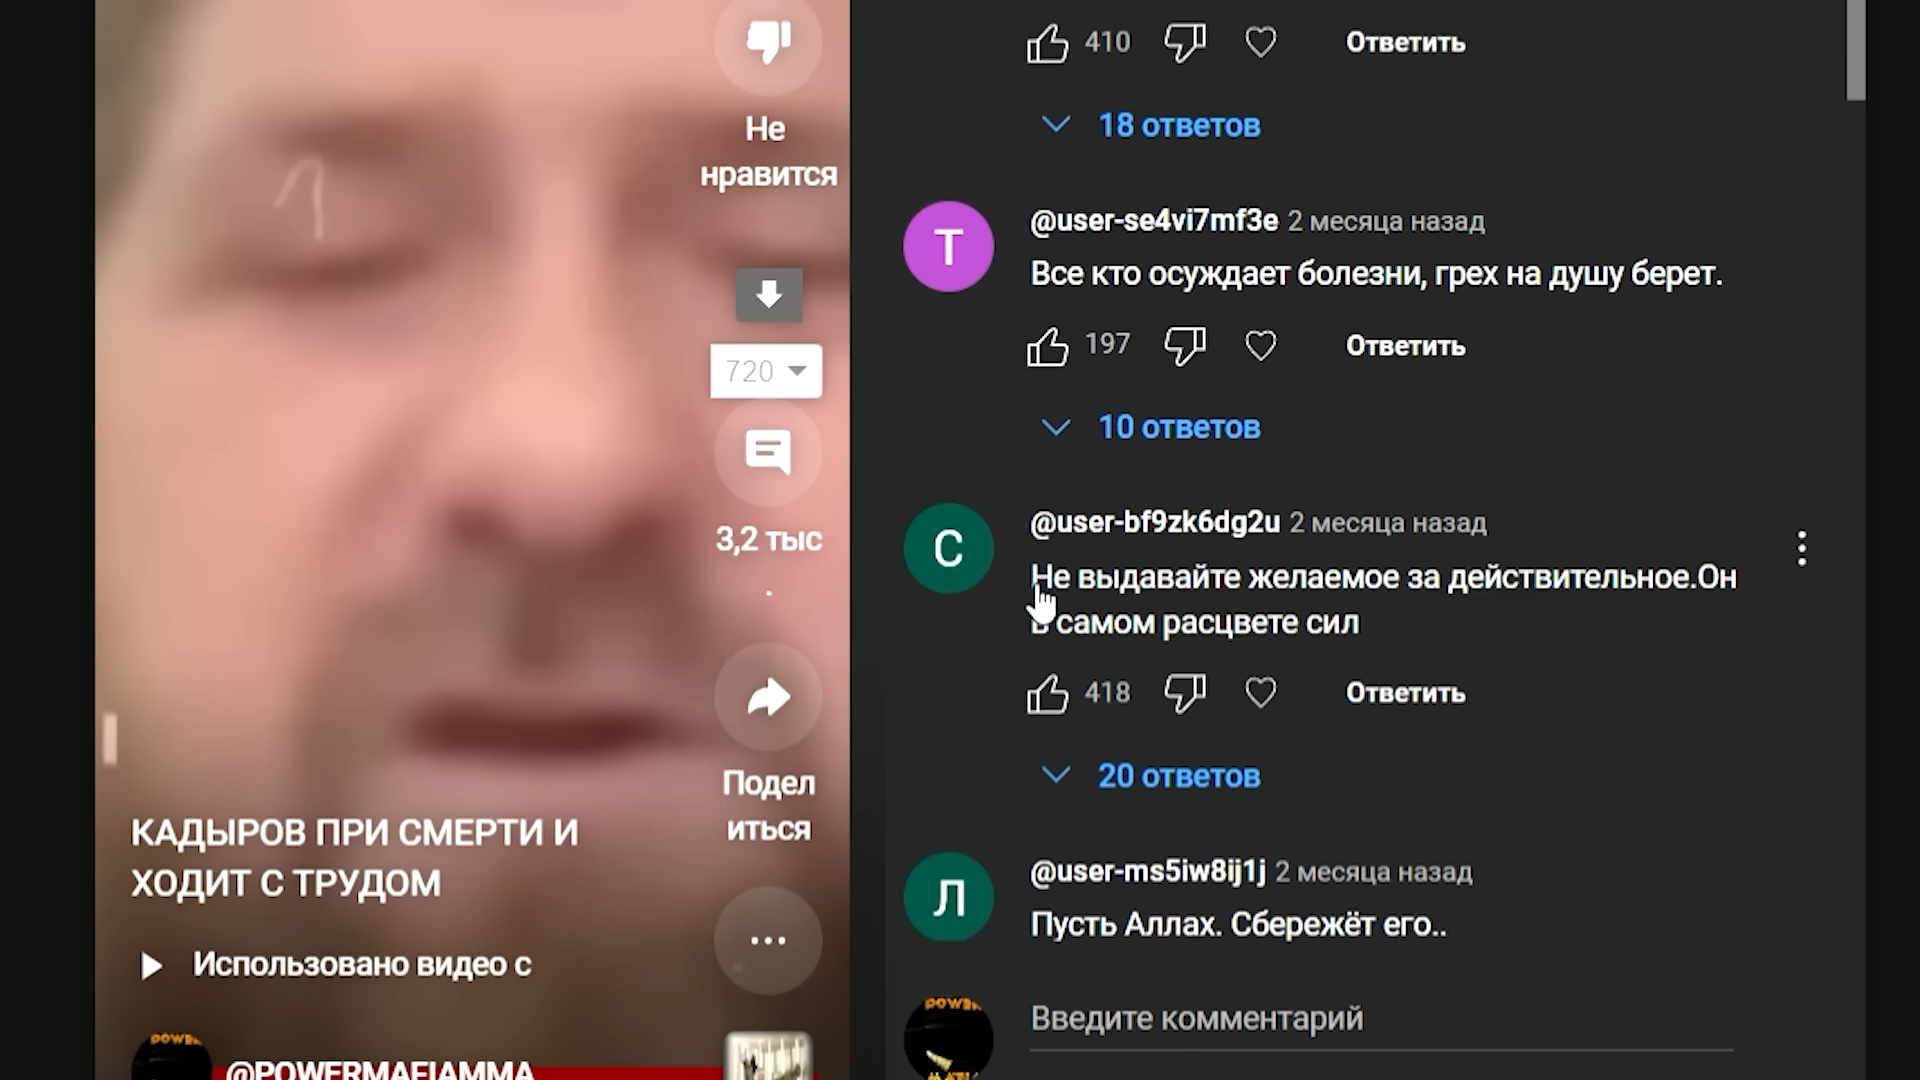 Не
нравится
720
3,2 тыс
.
Подел
иться
КАДЫРОВ ПРИ СМЕРТИ И
ХОДИТ С ТРУДОМ
Использовано видео с
POWER
@POWERMAFIAMMA
410 Ответить
18 ответов
Т
@user-se4vi7mf3e 2 месяца назад
Все кто осуждает болезни, грех на душу берет.
197 Ответить
10 ответов
С
@user-bf9zk6dg2u 2 месяца назад
Не выдавайте желаемое за действительное.Он
в самом расцвете сил
418 Ответить
20 ответов
Л
@user-ms5iw8ij1j 2 месяца назад
Пусть Аллах. Сбережёт его..
POWER
Введите комментарий